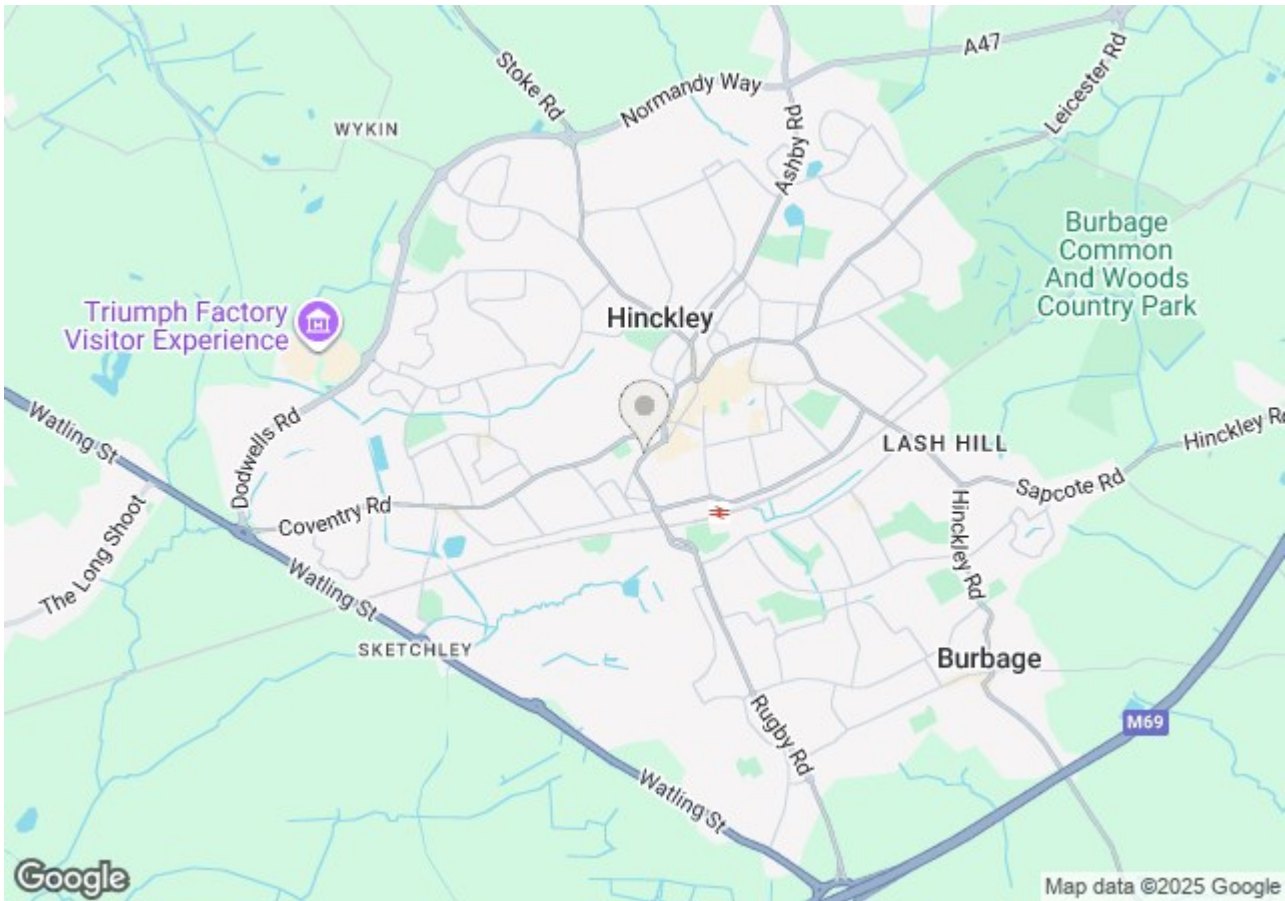 A47
Stoke Rd
Normandy Way
Leicester Rd
WYKIN
Ashby Rd
Burbage
Common
And Woods
Country Park
Triumph Factory
Visitor Experience
Hinckley
Watling St
Dodwells Rd
LASH HILL
Hinckley Rd
Sapcote Rd
Coventry Rd
The Long Shoot
Watling St
Hinckley Rd
SKETCHLEY
Burbage
Rugby Rd
M69
Watling St
Google
Map data ©2025 Google